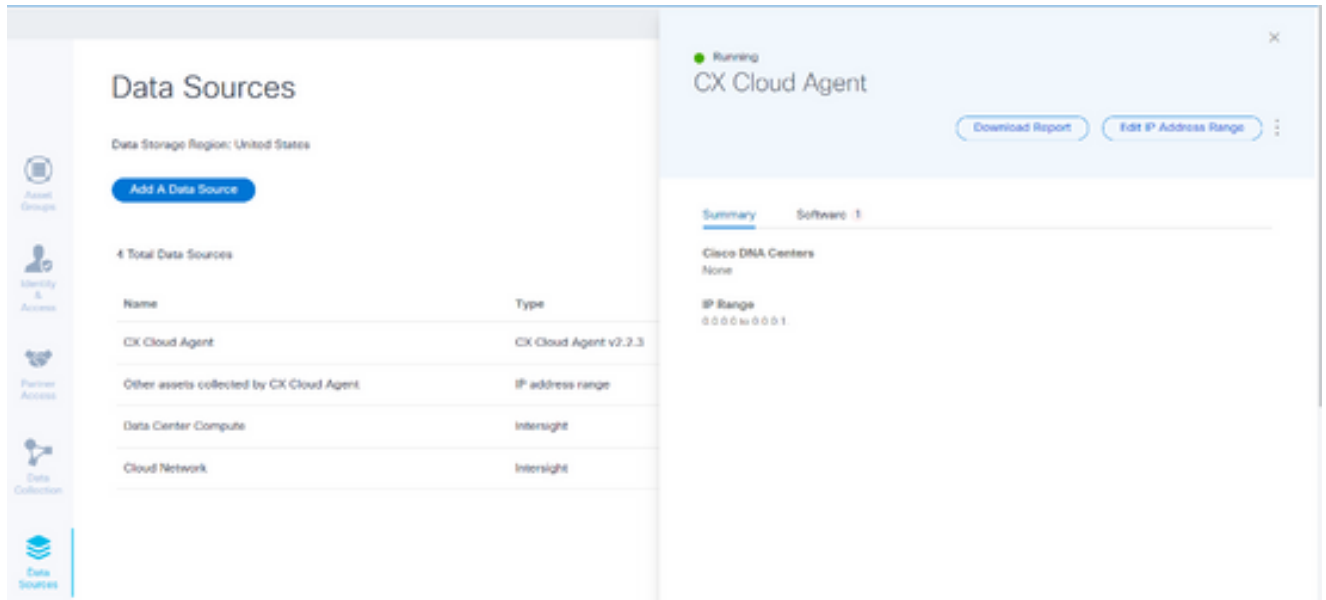 Data Sources
Data Storage Region: United States
Add A Data Source
4 Total Data Sources
Name Type
CX Cloud Agent CX Cloud Agent v2.2.3
Other assets collected by CX Cloud Agent IP address range
Data Center Compute Intersight
Cloud Network Intersight
Asset
Groups
Identity
&
Access
Partner
Access
Data
Collection
Data
Sources
Running
CX Cloud Agent
Download Report Edit IP Address Range
Summary Software 1
Cisco DNA Centers
None
IP Range
0.0.0.0 to 0.0.0.1